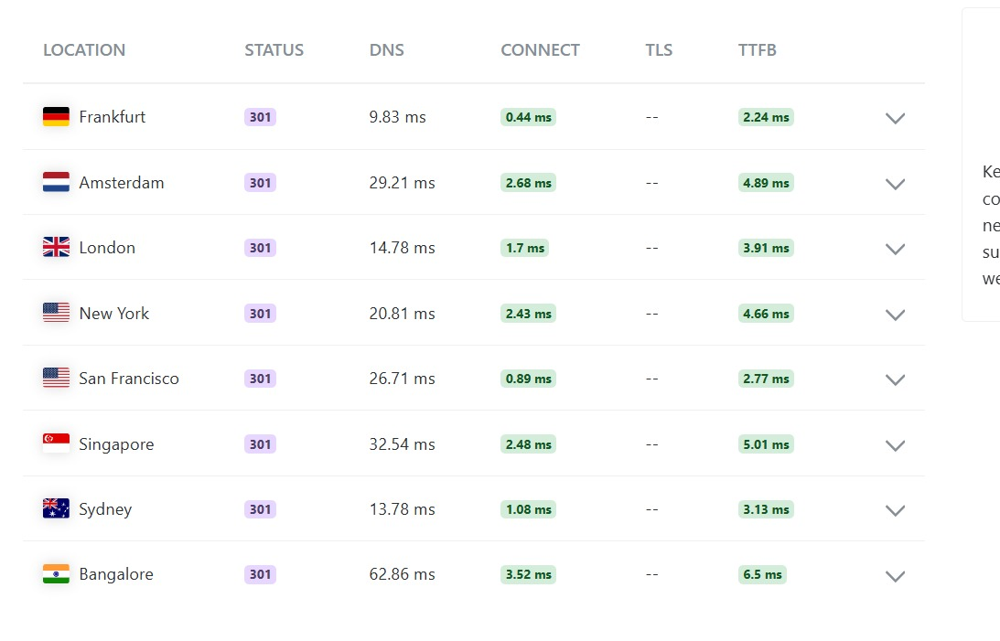 LOCATION STATUS DNS CONNECT TLS TTFB
Frankfurt 301 9.83 ms 0.44 ms -- 2.24 ms
Amsterdam 301 29.21 ms 2.68 ms -- 4.89 ms
London 301 14.78 ms 1.7 ms -- 3.91 ms
New York 301 20.81 ms 2.43 ms -- 4.66 ms
San Francisco 301 26.71 ms 0.89 ms -- 2.77 ms
Singapore 301 32.54 ms 2.48 ms -- 5.01 ms
Sydney 301 13.78 ms 1.08 ms -- 3.13 ms
Bangalore 301 62.86 ms 3.52 ms -- 6.5 ms
Ke
co
ne
su
we